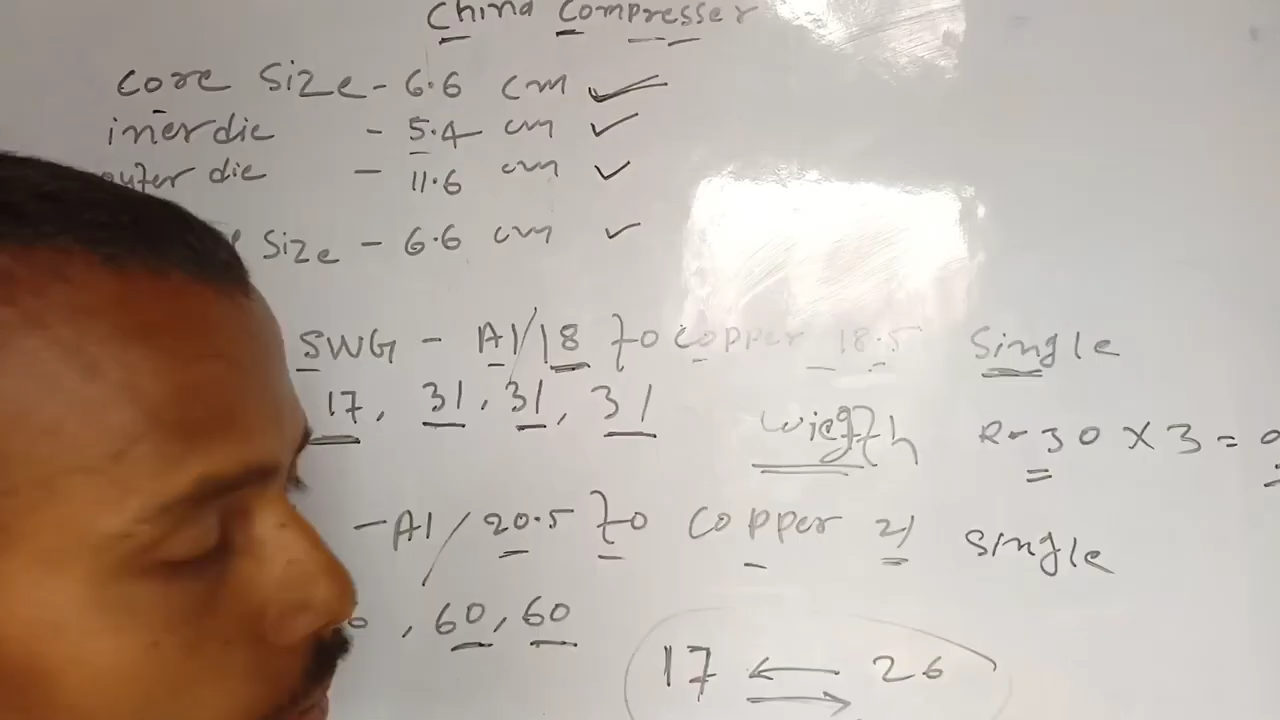 China Compresser
core Size - 6.6 cm
iner die - 5.4 cm
outer die - 11.6 cm
Size - 6.6 cm
SWG - Al/18 to copper 18.5 Single
17, 31, 31, 31
wiegth R-30 X 3 =
- Al/20.5 to copper 21 single
, 60, 60
17 26